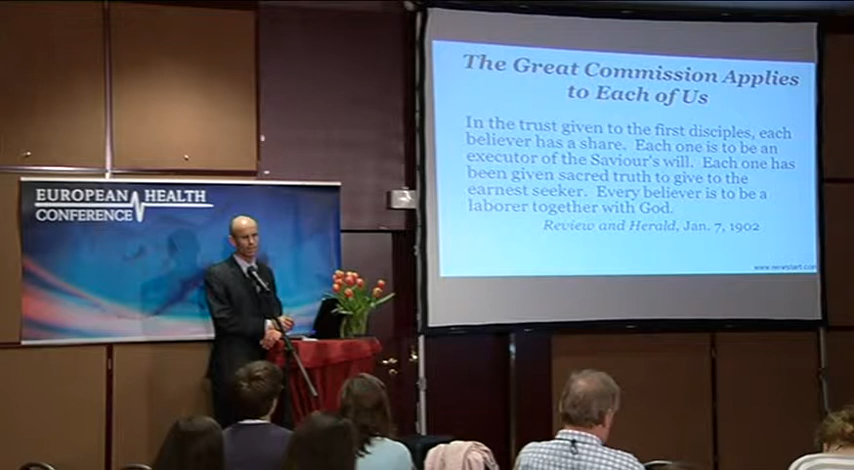 EUROPEAN HEALTH
CONFERENCE
The Great Commission Applies
to Each of Us
In the trust given to the first disciples, each
believer has a share. Each one is to be an
executor of the Saviour's will. Each one has
been given sacred truth to give to the
earnest seeker. Every believer is to be a
laborer together with God.
Review and Herald, Jan. 7, 1902
www.newstart.com